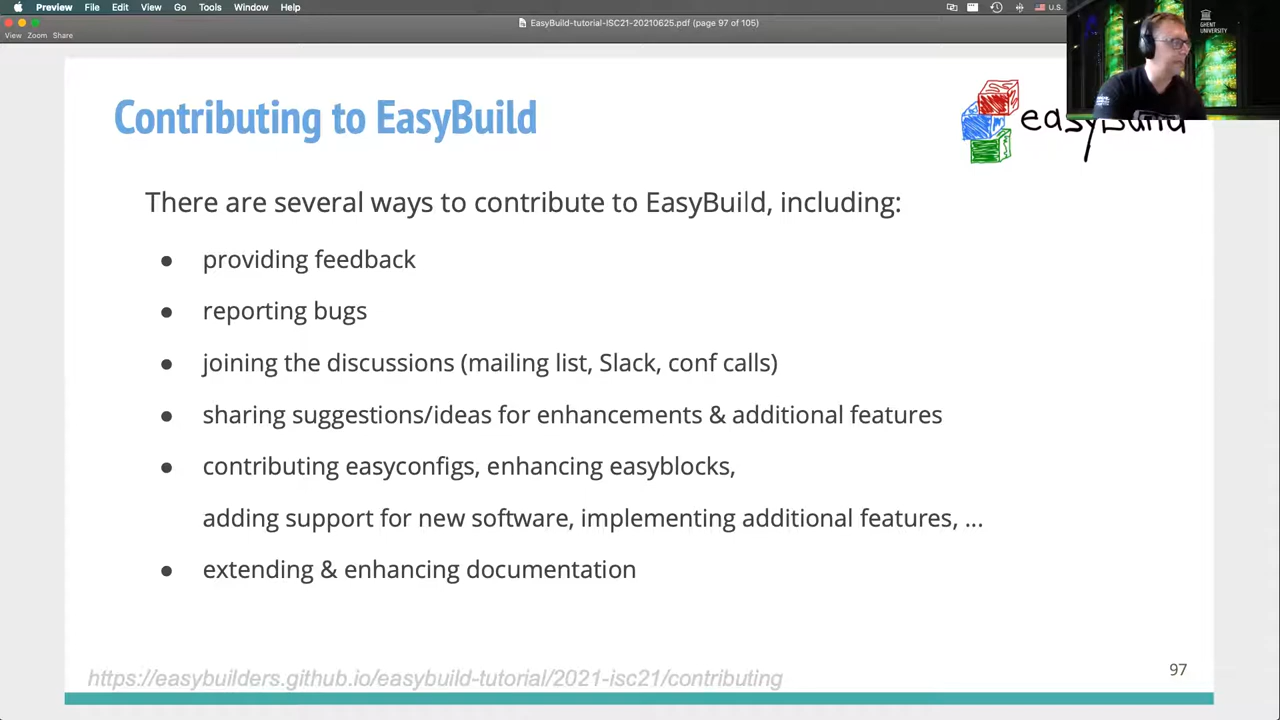 Preview File Edit View Go Tools Window Help U.S.
EasyBuild-tutorial-ISC21-20210625.pdf (page 97 of 105)
View Zoom Share
GHENT
UNIVERSITY
Contributing to EasyBuild
easyBuild
There are several ways to contribute to EasyBuild, including:
● providing feedback
● reporting bugs
● joining the discussions (mailing list, Slack, conf calls)
● sharing suggestions/ideas for enhancements & additional features
● contributing easyconfigs, enhancing easyblocks,
adding support for new software, implementing additional features, ...
● extending & enhancing documentation
https://easybuilders.github.io/easybuild-tutorial/2021-isc21/contributing
97